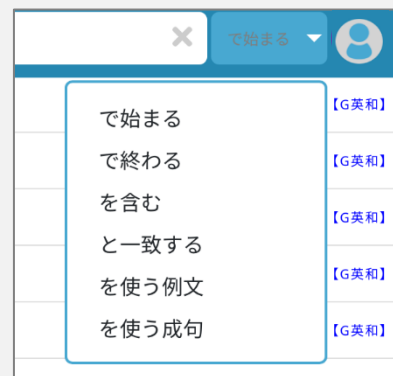 で始まる
【G英和】
で始まる
で終わる
【G英和】
を含む
【G英和】
と一致する
を使う例文
【G英和】
を使う成句
【G英和】